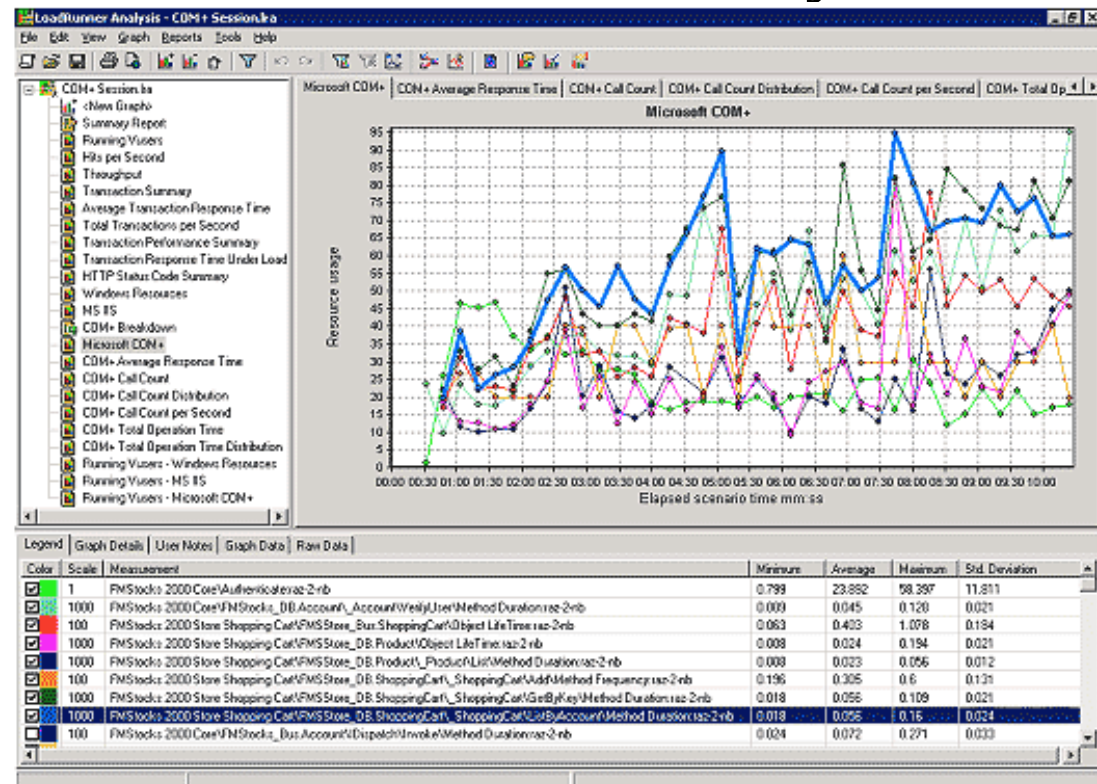 LoadRunner Analysis - COM+ Session.lra
File Edit View Graph Reports Tools Help
COM+ Session.lra
<New Graph>
Summary Report
Running Vusers
Hits per Second
Throughput
Transaction Summary
Average Transaction Response Time
Total Transactions per Second
Transaction Performance Summary
Transaction Response Time Under Load
HTTP Status Code Summary
Windows Resources
MS IIS
COM+ Breakdown
Microsoft COM+
COM+ Average Response Time
COM+ Call Count
COM+ Call Count Distribution
COM+ Call Count per Second
COM+ Total Operation Time
COM+ Total Operation Time Distribution
Running Vusers - Windows Resources
Running Vusers - MS IIS
Running Vusers - Microsoft COM+
Microsoft COM+ COM+ Average Response Time COM+ Call Count COM+ Call Count Distribution COM+ Call Count per Second COM+ Total Op
Microsoft COM+
95
90
85
80
75
70
65
60
55
50
45
40
35
30
25
20
15
10
5
0
Resource usage
00:00 00:30 01:00 01:30 02:00 02:30 03:00 03:30 04:00 04:30 05:00 05:30 06:00 06:30 07:00 07:30 08:00 08:30 09:00 09:30 10:00
Elapsed scenario time mm:ss
Legend Graph Details User Notes Graph Data Raw Data
Color Scale Measurement Minimum Average Maximum Std. Deviation
1 FMStocks 2000 Core\Authenticate:raz-2-nb 0.799 23.892 58.397 11.811
1000 FMStocks 2000 Core\FMStocks_DB.Account\_Account\VerifyUser\Method Duration:raz-2-nb 0.009 0.045 0.128 0.021
100 FMStocks 2000 Store Shopping Cart\FMSStore_Bus.ShoppingCart\Object LifeTime:raz-2-nb 0.063 0.403 1.078 0.184
1000 FMStocks 2000 Store Shopping Cart\FMSStore_DB.Product\Object LifeTime:raz-2-nb 0.008 0.024 0.194 0.021
1000 FMStocks 2000 Store Shopping Cart\FMSStore_DB.Product\_Product\List\Method Duration:raz-2-nb 0.008 0.023 0.056 0.012
100 FMStocks 2000 Store Shopping Cart\FMSStore_DB.ShoppingCart\_ShoppingCart\Add\Method Frequency:raz-2-nb 0.196 0.305 0.6 0.131
1000 FMStocks 2000 Store Shopping Cart\FMSStore_DB.ShoppingCart\_ShoppingCart\GetByKey\Method Duration:raz-2-nb 0.018 0.056 0.109 0.021
1000 FMStocks 2000 Store Shopping Cart\FMSStore_DB.ShoppingCart\_ShoppingCart\ListByAccount\Method Duration:raz-2-nb 0.018 0.056 0.16 0.024
100 FMStocks 2000 Core\FMStocks_Bus.Account\IDispatch\Invoke\Method Duration:raz-2-nb 0.024 0.072 0.271 0.033